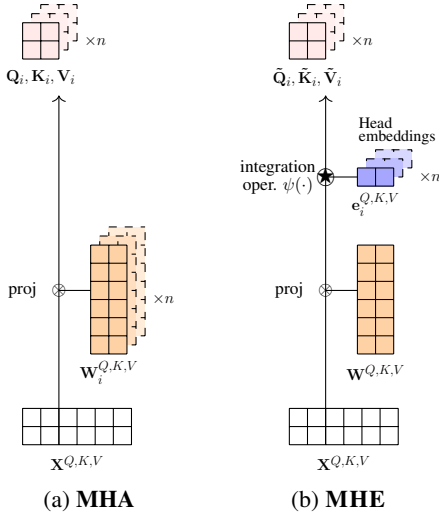 ×n
Q_i, K_i, V_i
proj
×n
W_i^{Q,K,V}
X^{Q,K,V}
(a) MHA
×n
Q̃_i, K̃_i, Ṽ_i
Head
embeddings
integration
oper. ψ(·)
×n
e_i^{Q,K,V}
proj
W^{Q,K,V}
X^{Q,K,V}
(b) MHE